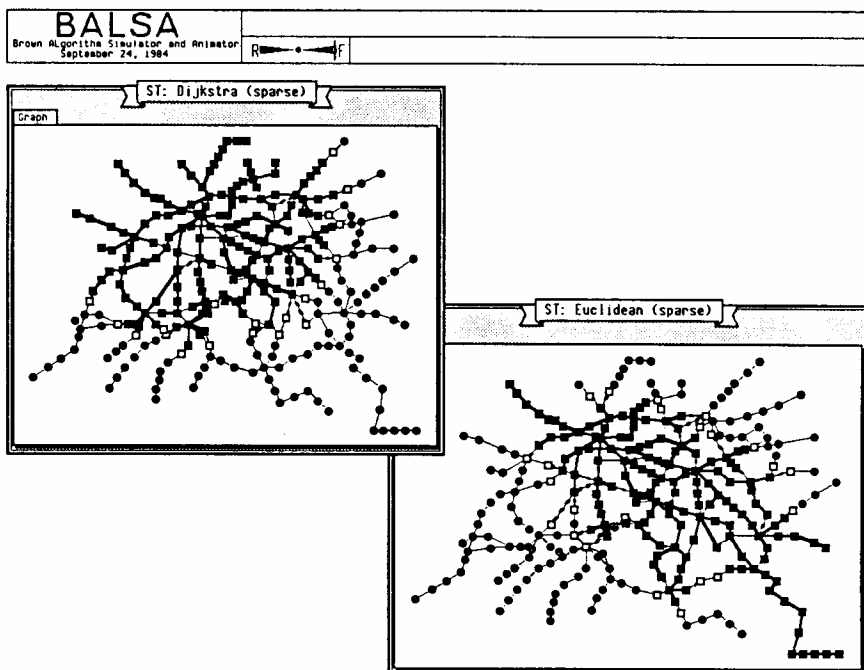 BALSA
Brown ALgorithm Simulator and Animator
September 24, 1984
R F
ST: Dijkstra (sparse)
Graph
ST: Euclidean (sparse)